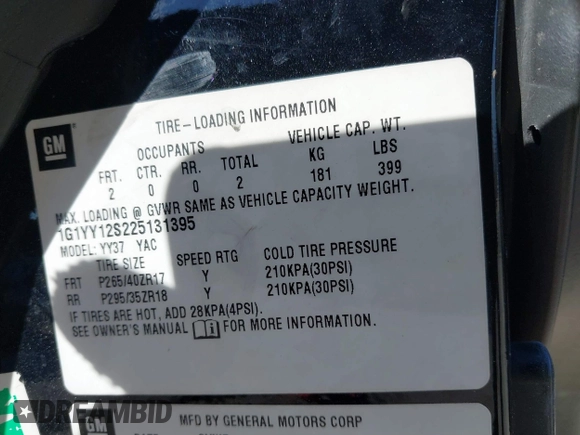 GM
TIRE-LOADING INFORMATION
OCCUPANTS VEHICLE CAP. WT.
FRT. CTR. RR. TOTAL KG LBS
2 0 0 2 181 399
MAX. LOADING @ GVWR SAME AS VEHICLE CAPACITY WEIGHT.
1G1YY12S225131395
MODEL: YY37 YAC
TIRE SIZE SPEED RTG COLD TIRE PRESSURE
FRT P265/40ZR17 Y 210KPA(30PSI)
RR P295/35ZR18 Y 210KPA(30PSI)
IF TIRES ARE HOT, ADD 28KPA(4PSI).
SEE OWNER'S MANUAL FOR MORE INFORMATION.
GM
MFD BY GENERAL MOTORS CORP
DREAMBID